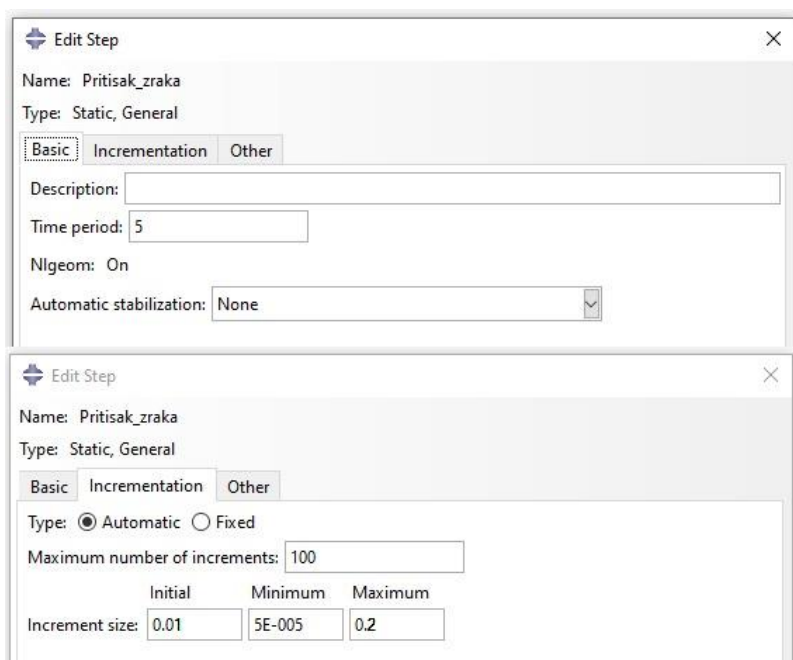 Edit Step
Name: Pritisak_zraka
Type: Static, General
Basic Incrementation Other
Description:
Time period: 5
Nlgeom: On
Automatic stabilization: None
Edit Step
Name: Pritisak_zraka
Type: Static, General
Basic Incrementation Other
Type: Automatic Fixed
Maximum number of increments: 100
Initial Minimum Maximum
Increment size: 0.01 5E-005 0.2